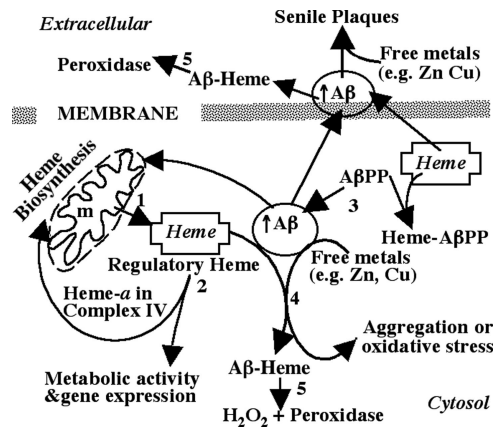 Extracellular
Senile Plaques
Free metals
(e.g. Zn Cu)
Peroxidase
5
Aβ-Heme
↑Aβ
MEMBRANE
Heme
Biosynthesis
m
1
Heme
Regulatory Heme
2
Heme-a in
Complex IV
Metabolic activity
&gene expression
↑Aβ
AβPP
3
Heme
Heme-AβPP
Free metals
(e.g. Zn, Cu)
4
Aggregation or
oxidative stress
Aβ-Heme
5
H₂O₂ + Peroxidase
Cytosol